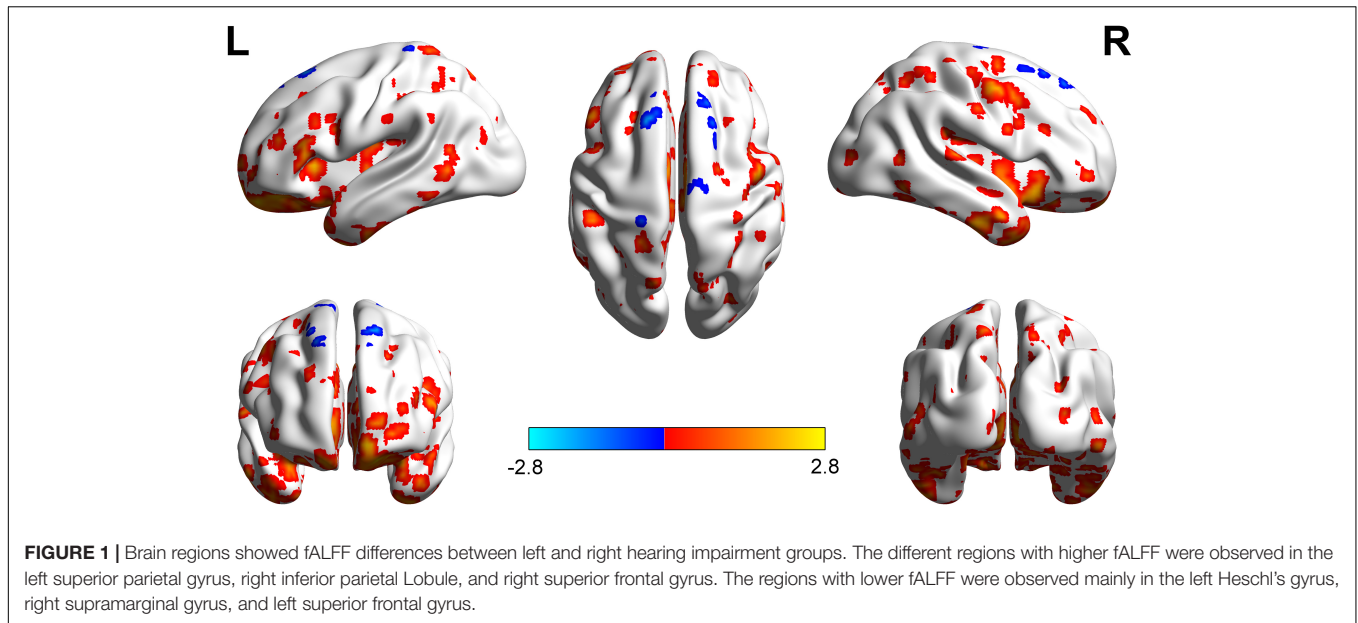 L
R
-2.8
2.8
FIGURE 1 | Brain regions showed fALFF differences between left and right hearing impairment groups. The different regions with higher fALFF were observed in the
left superior parietal gyrus, right inferior parietal Lobule, and right superior frontal gyrus. The regions with lower fALFF were observed mainly in the left Heschl's gyrus,
right supramarginal gyrus, and left superior frontal gyrus.